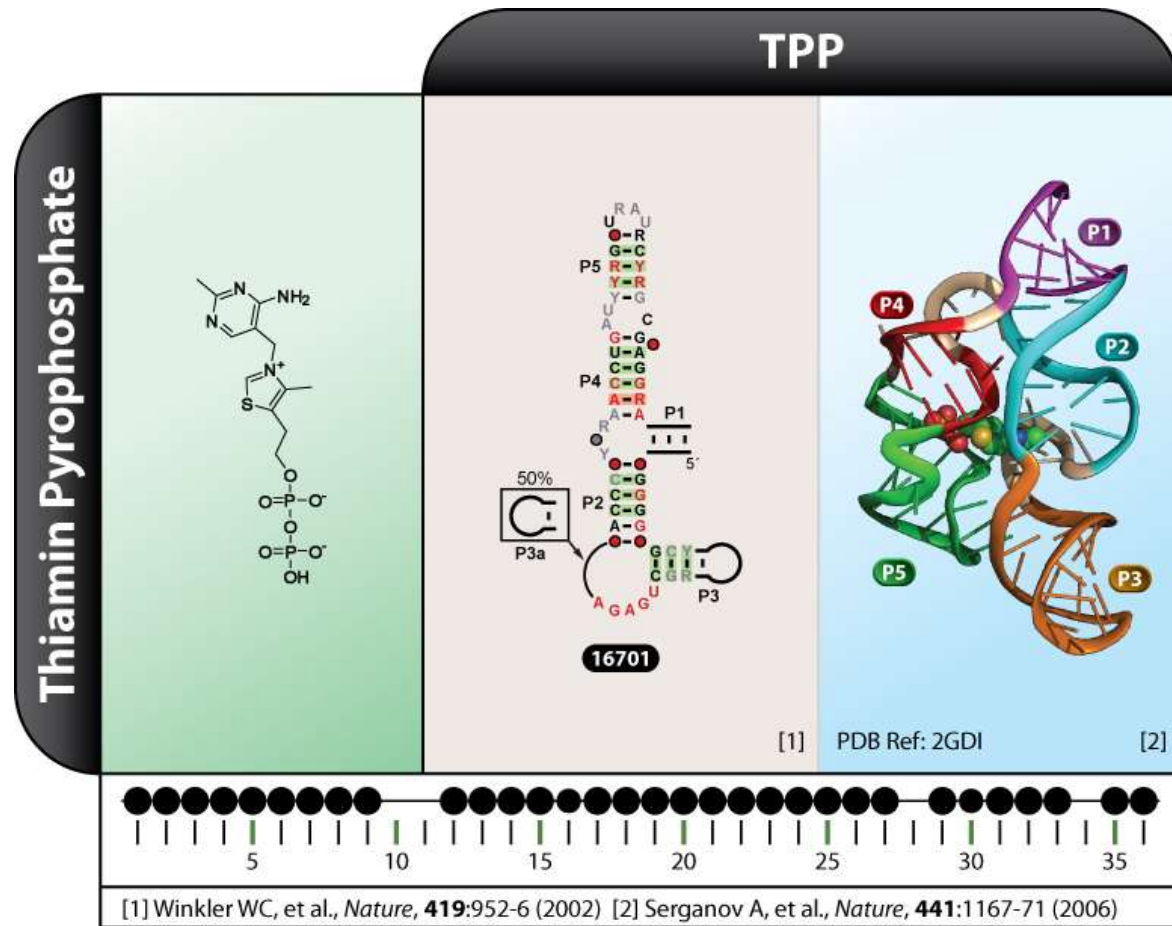 TPP
Thiamin Pyrophosphate
N
NH2
N
N+
S
O
O=P-O-
O
O=P-O-
OH
R A
U U
R
G C
P5 R Y
Y R
Y G
U
A C
G G
U A
C G
P4 C G
A R
A A
R P1
Y 5′
50%
C G
C G
P2 C G
A G
P3a
G C Y
C G R
P3
A G A G U
16701
[1]
P1
P4
P2
P5
P3
PDB Ref: 2GDI [2]
5 10 15 20 25 30 35
[1] Winkler WC, et al., Nature, 419:952-6 (2002) [2] Serganov A, et al., Nature, 441:1167-71 (2006)